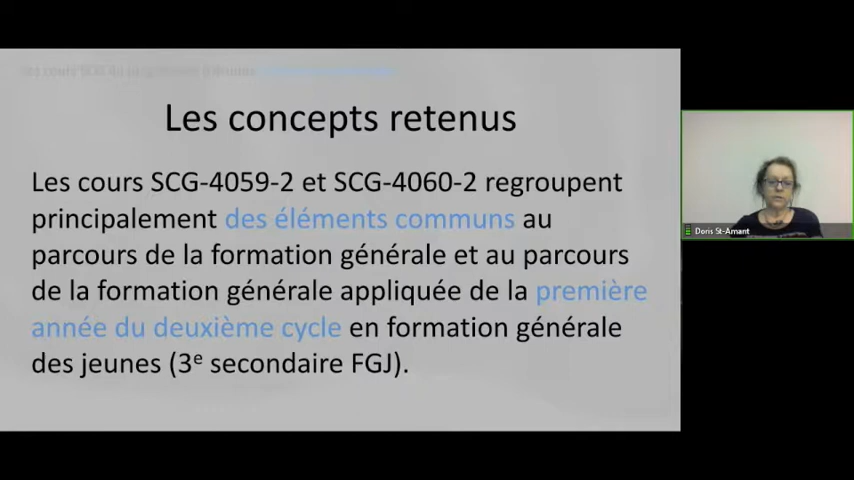 Les concepts retenus
Les cours SCG-4059-2 et SCG-4060-2 regroupent
principalement des éléments communs au
parcours de la formation générale et au parcours
de la formation générale appliquée de la première
année du deuxième cycle en formation générale
des jeunes (3e secondaire FGJ).
Doris St-Amant